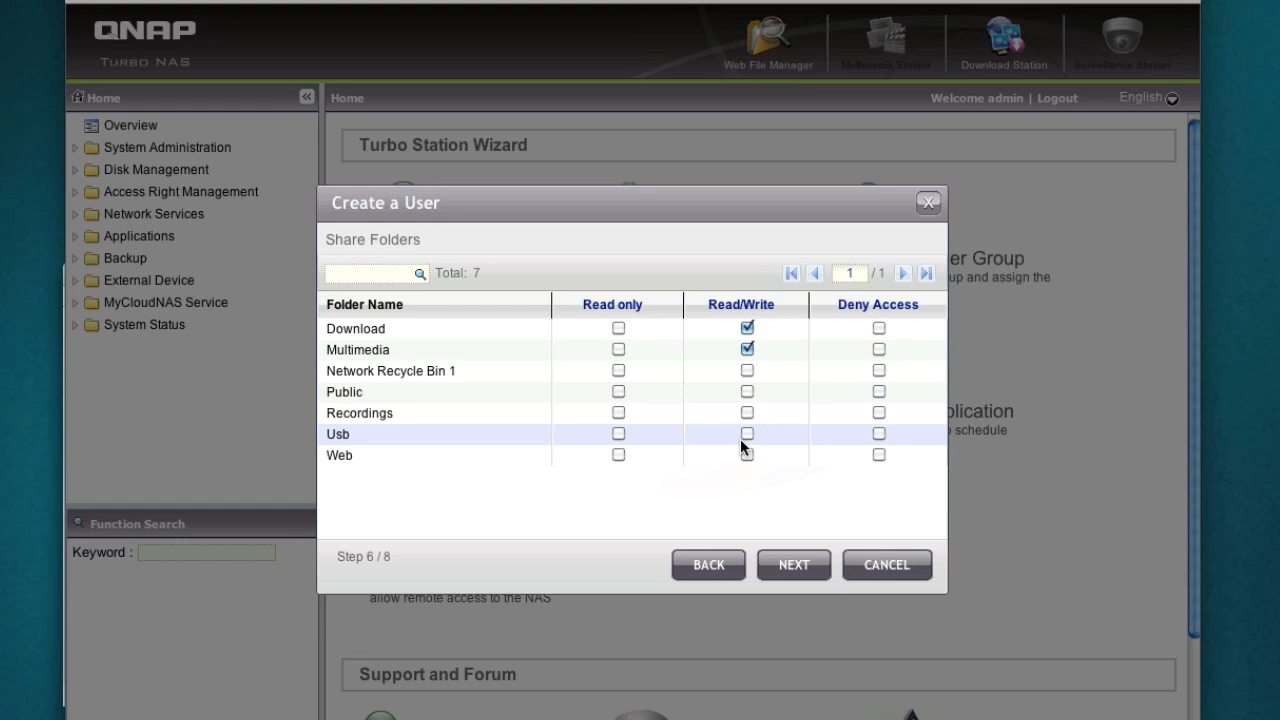 QNAP
TURBO NAS
Web File Manager
Multimedia Station
Download Station
Surveillance Station
Home
Home
Welcome admin | Logout
English
Overview
System Administration
Disk Management
Access Right Management
Network Services
Applications
Backup
External Device
MyCloudNAS Service
System Status
Function Search
Keyword :
Turbo Station Wizard
Create a User
X
Share Folders
Total: 7
1 / 1
Folder Name Read only Read/Write Deny Access
Download
Multimedia
Network Recycle Bin 1
Public
Recordings
Usb
Web
Step 6 / 8
BACK NEXT CANCEL
er Group
up and assign the
plication
schedule
allow remote access to the NAS
Support and Forum